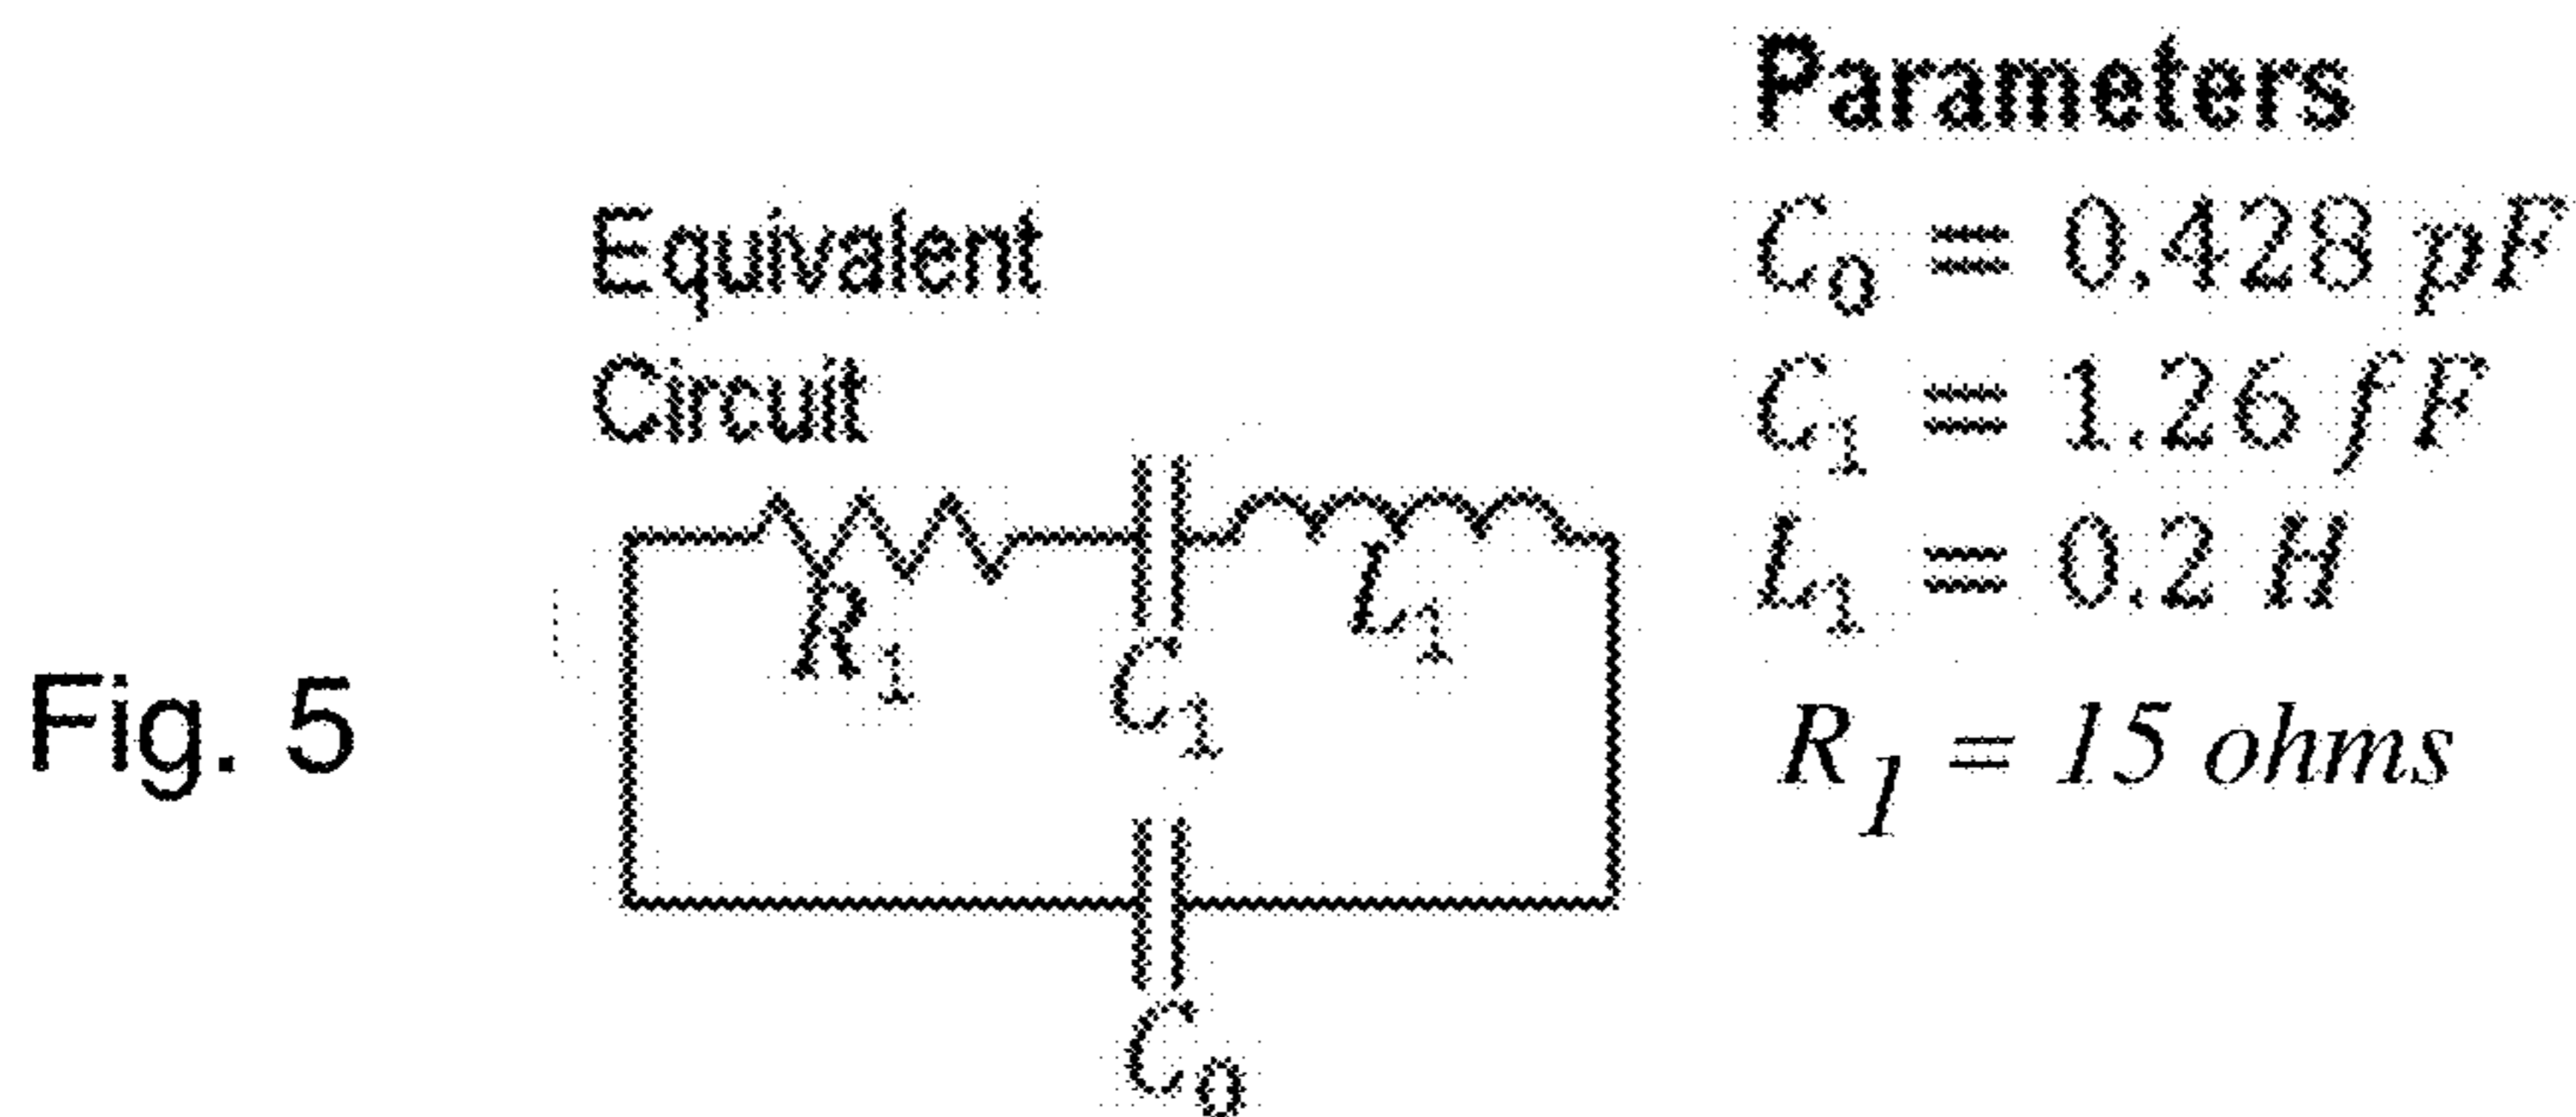 Parameters
C₀ = 0.428 pF
C₁ = 1.26 fF
L₁ = 0.2 H
R₁ = 15 ohms
Equivalent
Circuit
R₁
C₁
L₁
C₀
Fig. 5